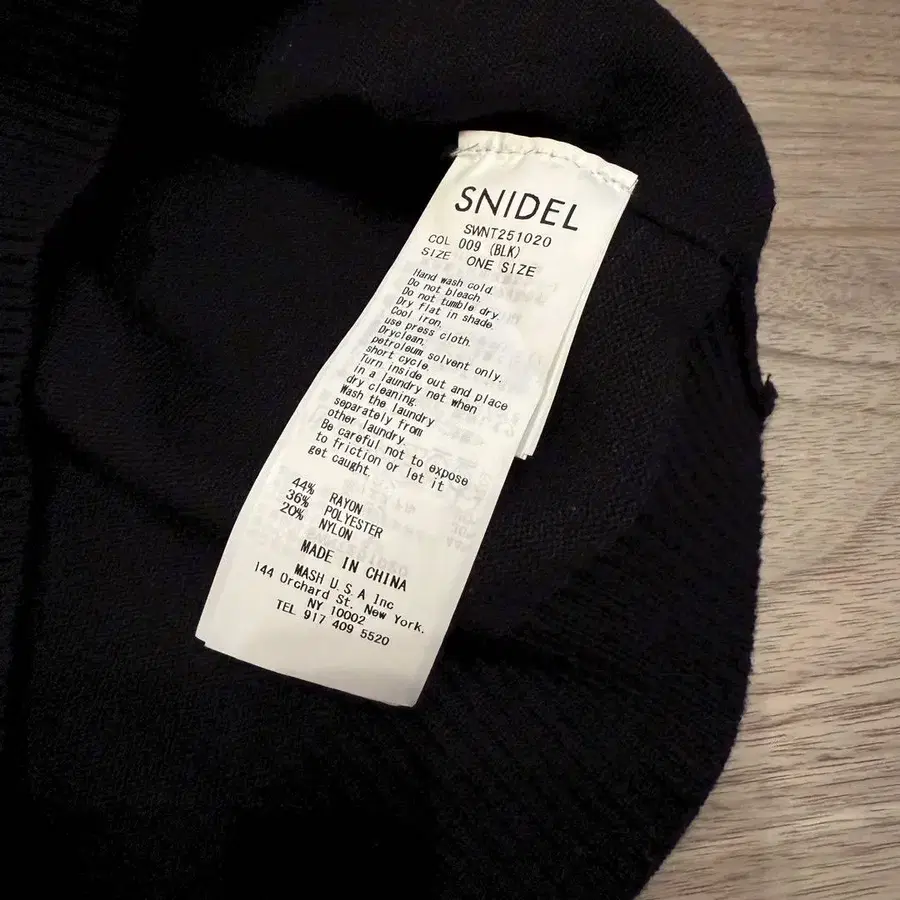 SNIDEL
SWNT251020
COL 009 (BLK)
SIZE ONE SIZE
Hand wash cold.
Do not bleach.
Do not tumble dry.
Dry flat in shade.
Cool iron.
use press cloth.
Dryclean.
petroleum solvent only.
short cycle.
Turn inside out and place
in a laundry net when
dry cleaning.
Wash the laundry
separately from
other laundry.
Be careful not to expose
to friction or let it
get caught.
44% RAYON
36% POLYESTER
20% NYLON
MADE IN CHINA
MASH U.S.A Inc
144 Orchard St. New York.
NY 10002
TEL 917 409 5520